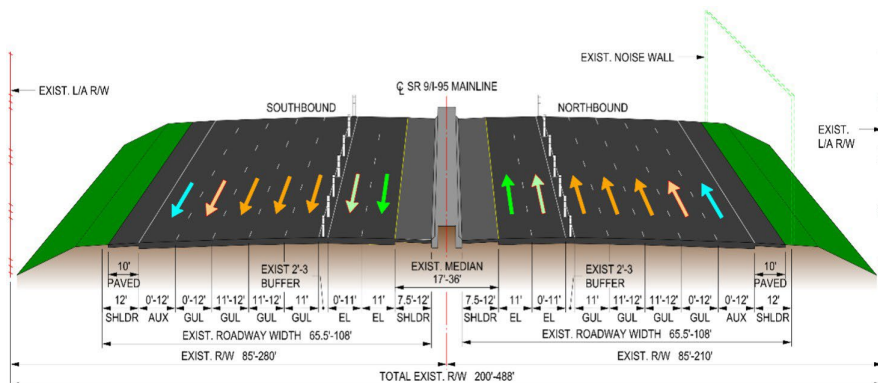 EXIST. NOISE WALL
℄ SR 9/I-95 MAINLINE
EXIST. L/A R/W
SOUTHBOUND
NORTHBOUND
EXIST.
L/A R/W
10'
PAVED
12'
SHLDR
0'-12'
AUX
0'-12'
GUL
11'-12'
GUL
11'-12'
GUL
11'
GUL
EXIST 2'-3
BUFFER
0'-11'
EL
11'
EL
7.5'-12'
SHLDR
EXIST. MEDIAN
17'-36'
7.5'-12'
SHLDR
11'
EL
0'-11'
EL
EXIST 2'-3
BUFFER
11'
GUL
11'-12'
GUL
11'-12'
GUL
0'-12'
GUL
0'-12'
AUX
10'
PAVED
12'
SHLDR
EXIST. ROADWAY WIDTH 65.5'-108'
EXIST. ROADWAY WIDTH 65.5'-108'
EXIST. R/W 85'-280'
EXIST. R/W 85'-210'
TOTAL EXIST. R/W 200'-488'